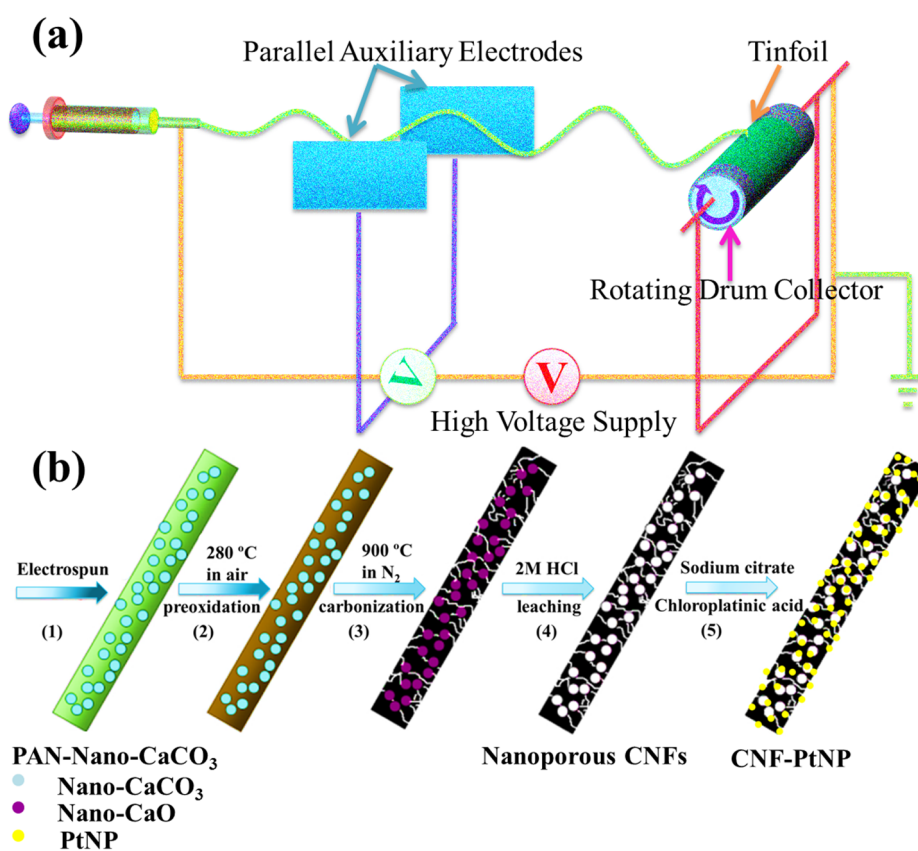 (a)
Parallel Auxiliary Electrodes
Tinfoil
Rotating Drum Collector
V
V
High Voltage Supply
(b)
Electrospun
(1)
280 ºC
in air
preoxidation
(2)
900 ºC
in N2
carbonization
(3)
2M HCl
leaching
(4)
Sodium citrate
Chloroplatinic acid
(5)
PAN-Nano-CaCO3
Nanoporous CNFs
CNF-PtNP
Nano-CaCO3
Nano-CaO
PtNP